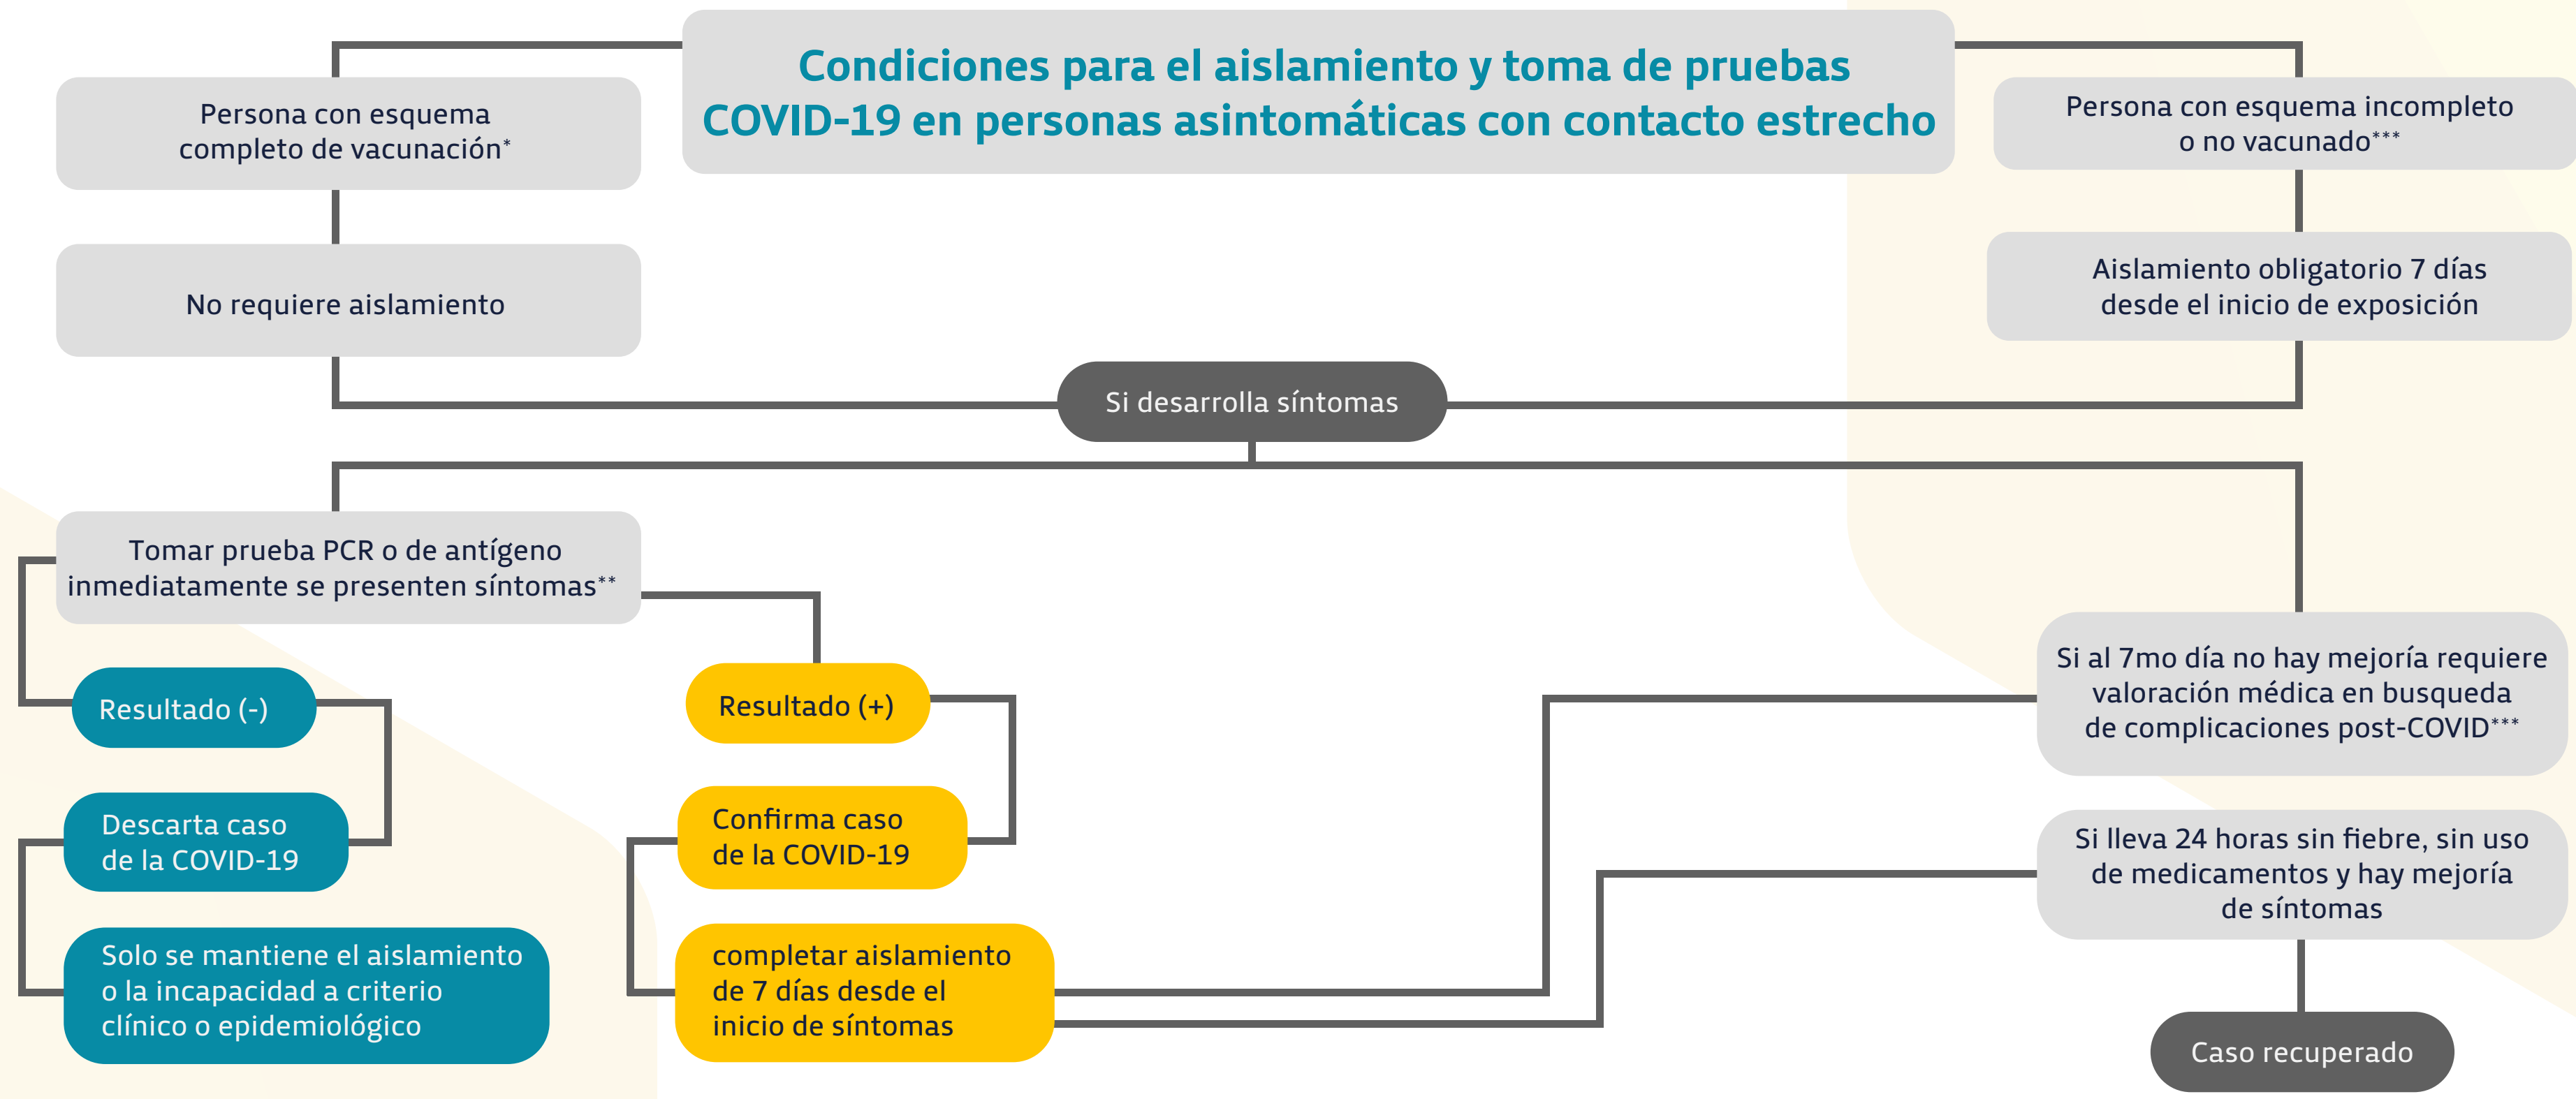 Condiciones para el aislamiento y toma de pruebas
COVID-19 en personas asintomáticas con contacto estrecho
Persona con esquema
completo de vacunación*
Persona con esquema incompleto
o no vacunado***
No requiere aislamiento
Aislamiento obligatorio 7 días
desde el inicio de exposición
Si desarrolla síntomas
Tomar prueba PCR o de antígeno
inmediatamente se presenten síntomas**
Resultado (-)
Descarta caso
de la COVID-19
Solo se mantiene el aislamiento
o la incapacidad a criterio
clínico o epidemiológico
Resultado (+)
Confirma caso
de la COVID-19
completar aislamiento
de 7 días desde el
inicio de síntomas
Si al 7mo día no hay mejoría requiere
valoración médica en busqueda
de complicaciones post-COVID***
Si lleva 24 horas sin fiebre, sin uso
de medicamentos y hay mejoría
de síntomas
Caso recuperado